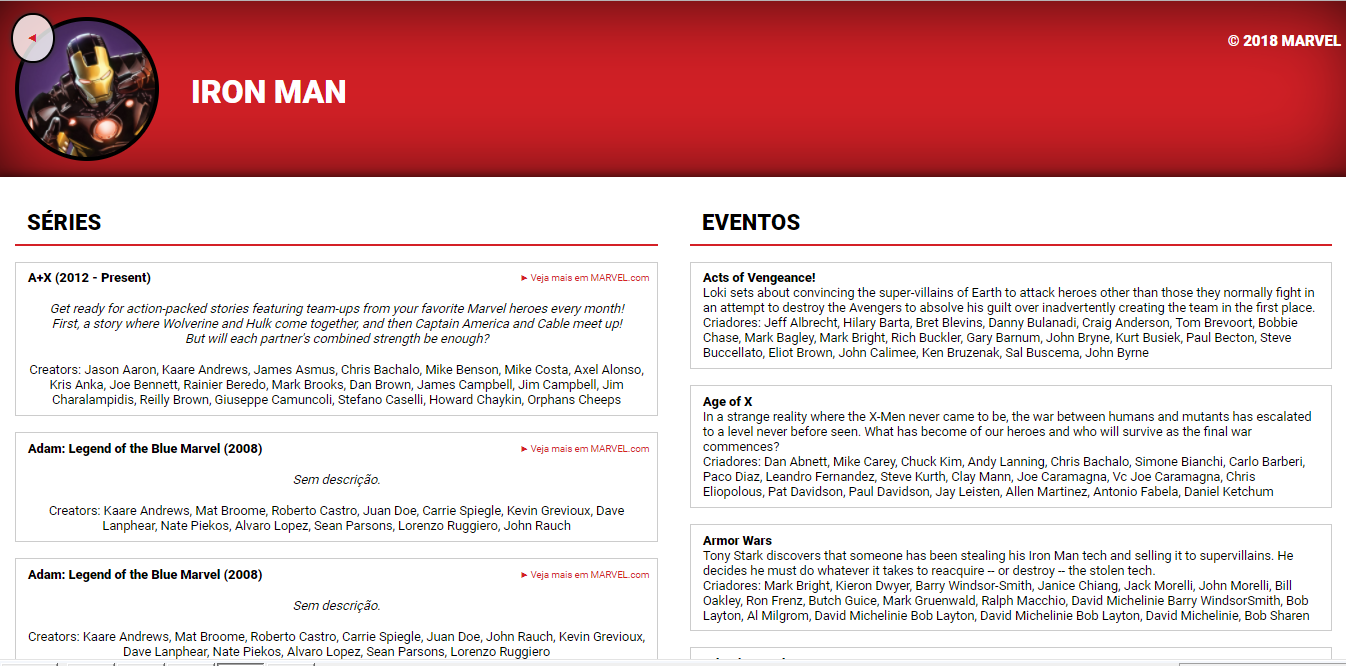 © 2018 MARVEL
IRON MAN
SÉRIES
A+X (2012 - Present)
► Veja mais em MARVEL.com
Get ready for action-packed stories featuring team-ups from your favorite Marvel heroes every month!
First, a story where Wolverine and Hulk come together, and then Captain America and Cable meet up!
But will each partner's combined strength be enough?
Creators: Jason Aaron, Kaare Andrews, James Asmus, Chris Bachalo, Mike Benson, Mike Costa, Axel Alonso,
Kris Anka, Joe Bennett, Rainier Beredo, Mark Brooks, Dan Brown, James Campbell, Jim Campbell, Jim
Charalampidis, Reilly Brown, Giuseppe Camuncoli, Stefano Caselli, Howard Chaykin, Orphans Cheeps
Adam: Legend of the Blue Marvel (2008)
► Veja mais em MARVEL.com
Sem descrição.
Creators: Kaare Andrews, Mat Broome, Roberto Castro, Juan Doe, Carrie Spiegle, Kevin Grevioux, Dave
Lanphear, Nate Piekos, Alvaro Lopez, Sean Parsons, Lorenzo Ruggiero, John Rauch
Adam: Legend of the Blue Marvel (2008)
► Veja mais em MARVEL.com
Sem descrição.
Creators: Kaare Andrews, Mat Broome, Roberto Castro, Carrie Spiegle, Juan Doe, John Rauch, Kevin Grevioux,
Dave Lanphear, Nate Piekos, Alvaro Lopez, Sean Parsons, Lorenzo Ruggiero
EVENTOS
Acts of Vengeance!
Loki sets about convincing the super-villains of Earth to attack heroes other than those they normally fight in
an attempt to destroy the Avengers to absolve his guilt over inadvertently creating the team in the first place.
Criadores: Jeff Albrecht, Hilary Barta, Bret Blevins, Danny Bulanadi, Craig Anderson, Tom Brevoort, Bobbie
Chase, Mark Bagley, Mark Bright, Rich Buckler, Gary Barnum, John Bryne, Kurt Busiek, Paul Becton, Steve
Buccellato, Eliot Brown, John Calimee, Ken Bruzenak, Sal Buscema, John Byrne
Age of X
In a strange reality where the X-Men never came to be, the war between humans and mutants has escalated
to a level never before seen. What has become of our heroes and who will survive as the final war
commences?
Criadores: Dan Abnett, Mike Carey, Chuck Kim, Andy Lanning, Chris Bachalo, Simone Bianchi, Carlo Barberi,
Paco Diaz, Leandro Fernandez, Steve Kurth, Clay Mann, Joe Caramagna, Vc Joe Caramagna, Chris
Eliopolous, Pat Davidson, Paul Davidson, Jay Leisten, Allen Martinez, Antonio Fabela, Daniel Ketchum
Armor Wars
Tony Stark discovers that someone has been stealing his Iron Man tech and selling it to supervillains. He
decides he must do whatever it takes to reacquire -- or destroy -- the stolen tech.
Criadores: Mark Bright, Kieron Dwyer, Barry Windsor-Smith, Janice Chiang, Jack Morelli, John Morelli, Bill
Oakley, Ron Frenz, Butch Guice, Mark Gruenwald, Ralph Macchio, David Michelinie Barry WindsorSmith, Bob
Layton, Al Milgrom, David Michelinie Bob Layton, David Michelinie Bob Layton, David Michelinie, Bob Sharen